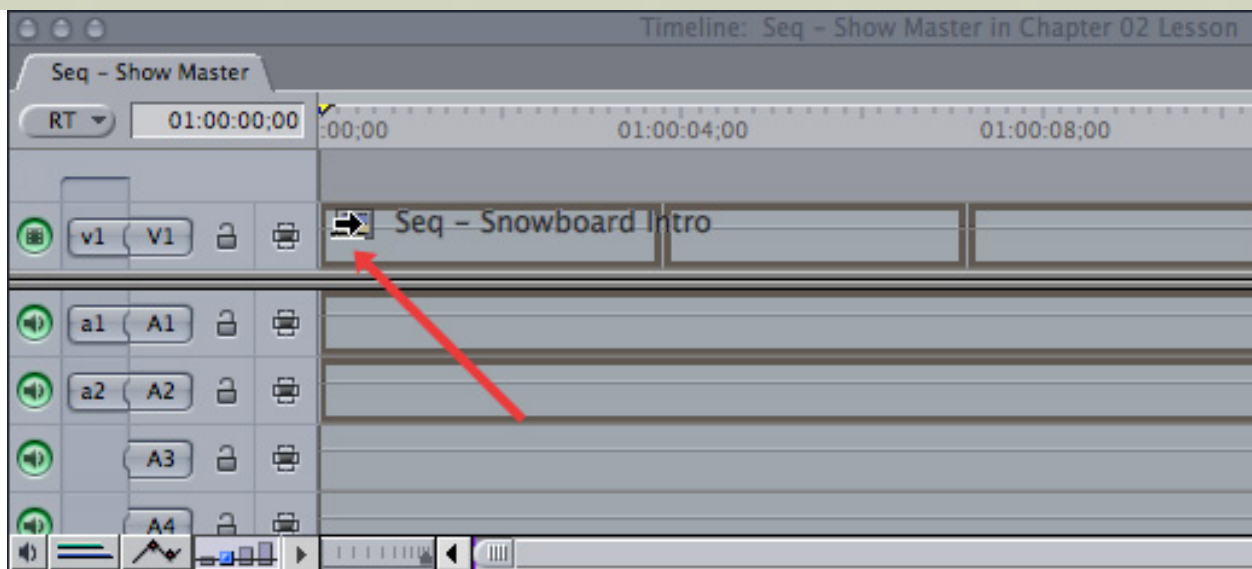 Timeline: Seq – Show Master in Chapter 02 Lesson
Seq – Show Master
RT 01:00:00;00 :00;00 01:00:04;00 01:00:08;00
Seq – Snowboard Intro
v1 V1
a1 A1
a2 A2
A3
A4